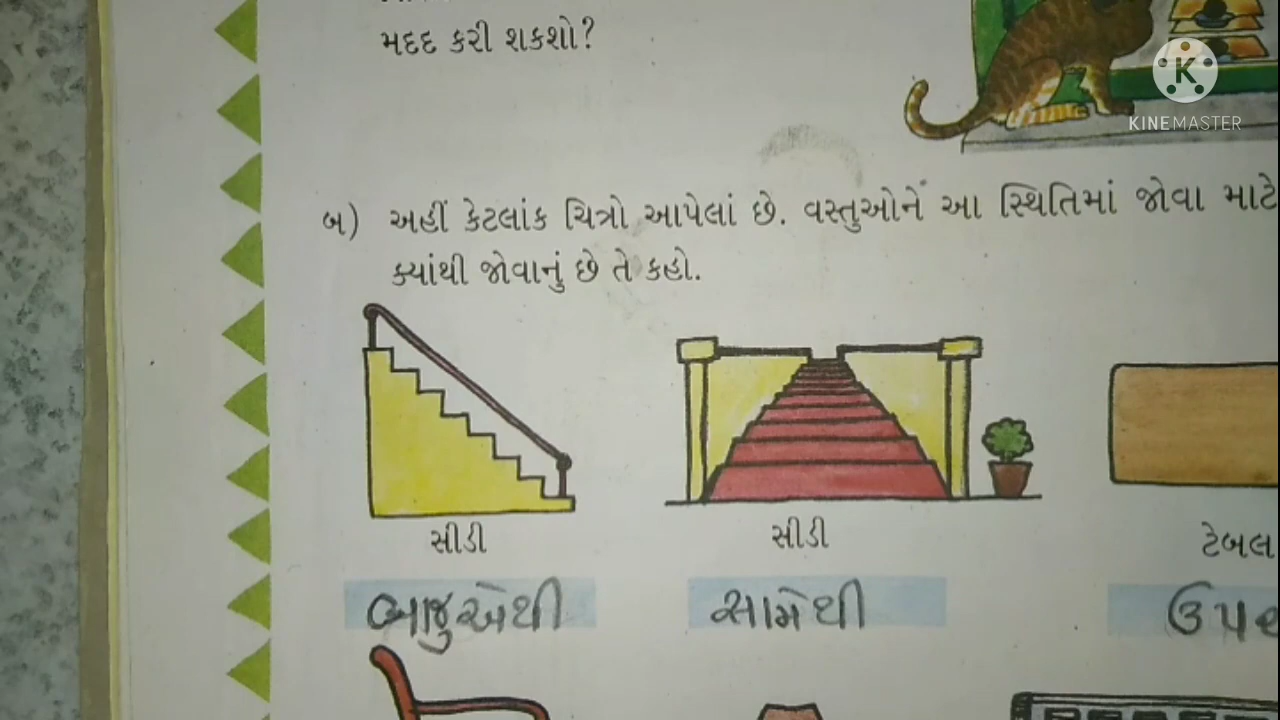 મદદ કરી શકશો?
KINEMASTER
બ) અહીં કેટલાંક ચિત્રો આપેલાં છે. વસ્તુઓને આ સ્થિતિમાં જોવા માટે
ક્યાંથી જોવાનું છે તે કહો.
સીડી સીડી ટેબલ
બાજુએથી સામેથી